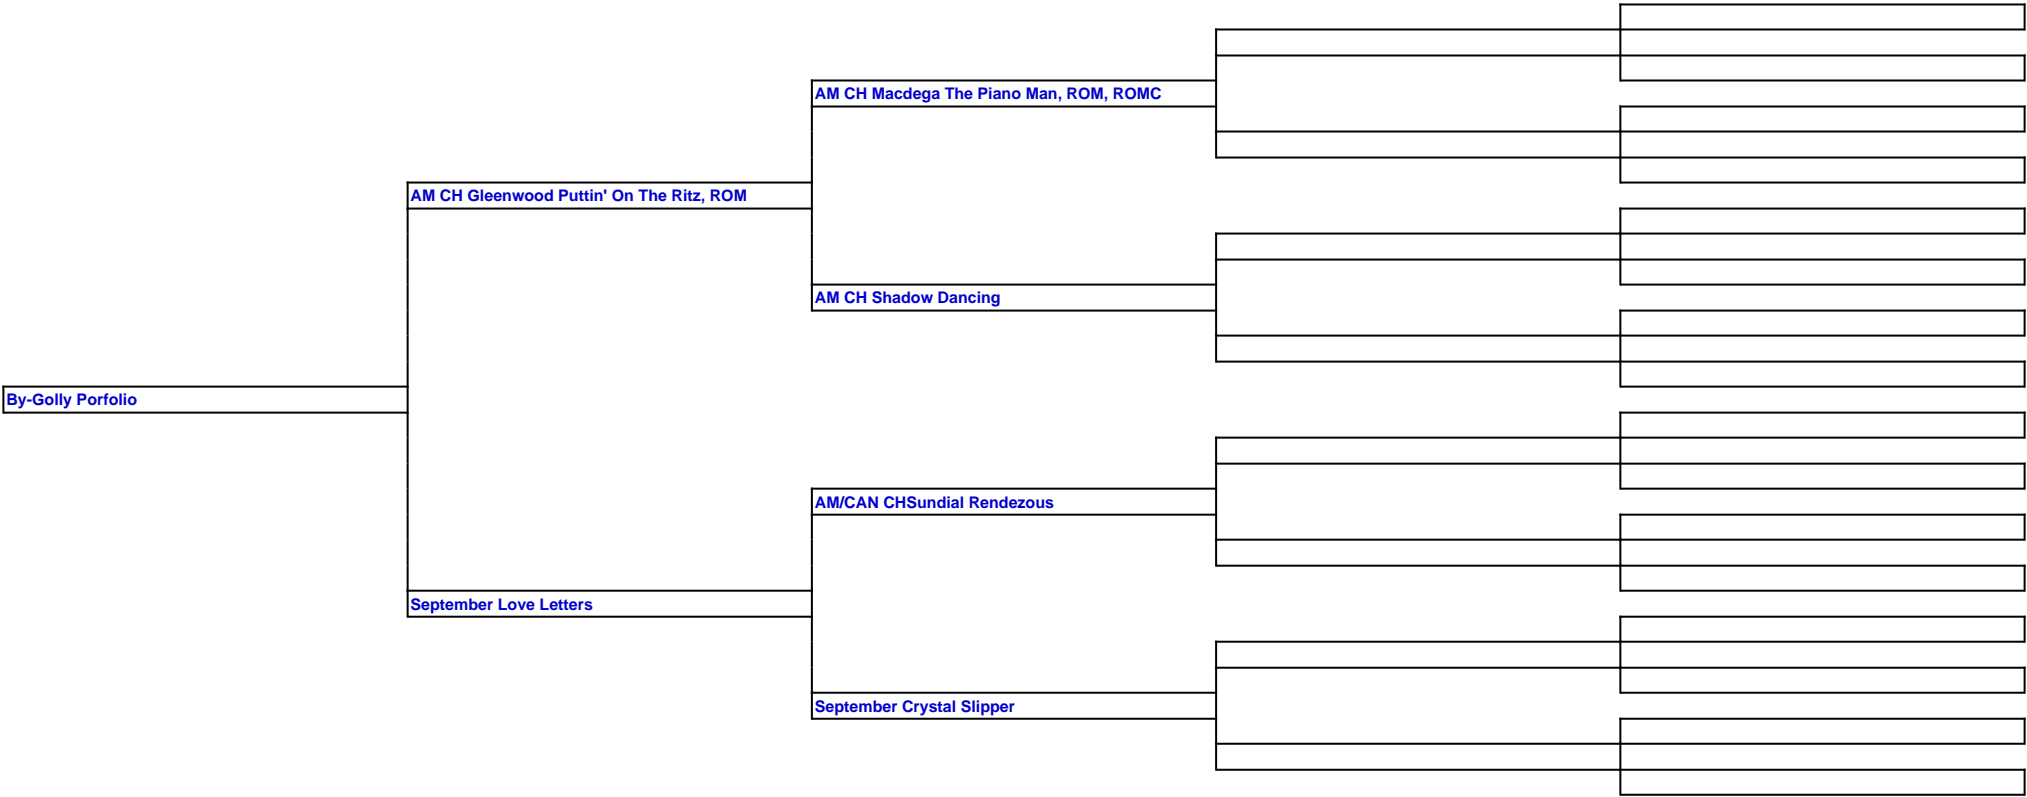 AM CH Macdega The Piano Man, ROM, ROMC
AM CH Gleenwood Puttin' On The Ritz, ROM
AM CH Shadow Dancing
By-Golly Porfolio
AM/CAN CHSundial Rendezous
September Love Letters
September Crystal Slipper